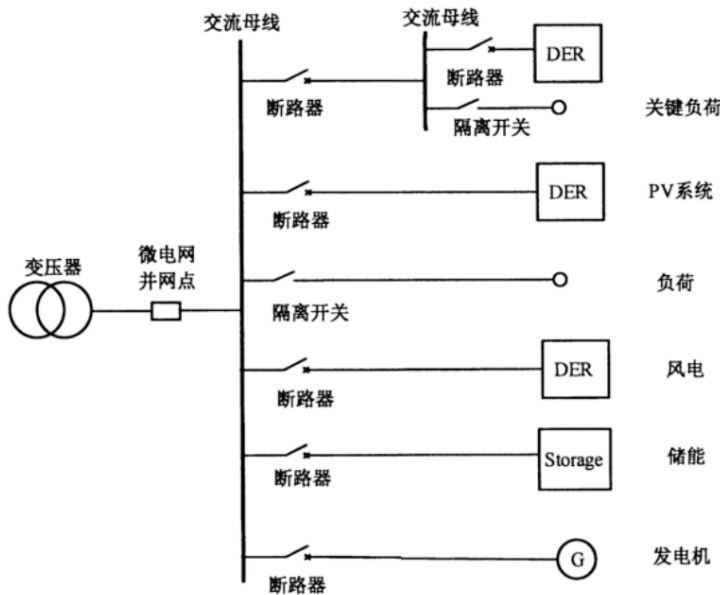 交流母线
交流母线
断路器
DER
断路器
隔离开关
关键负荷
断路器
DER
PV系统
变压器
微电网
并网点
隔离开关
负荷
断路器
DER
风电
断路器
Storage
储能
断路器
G
发电机